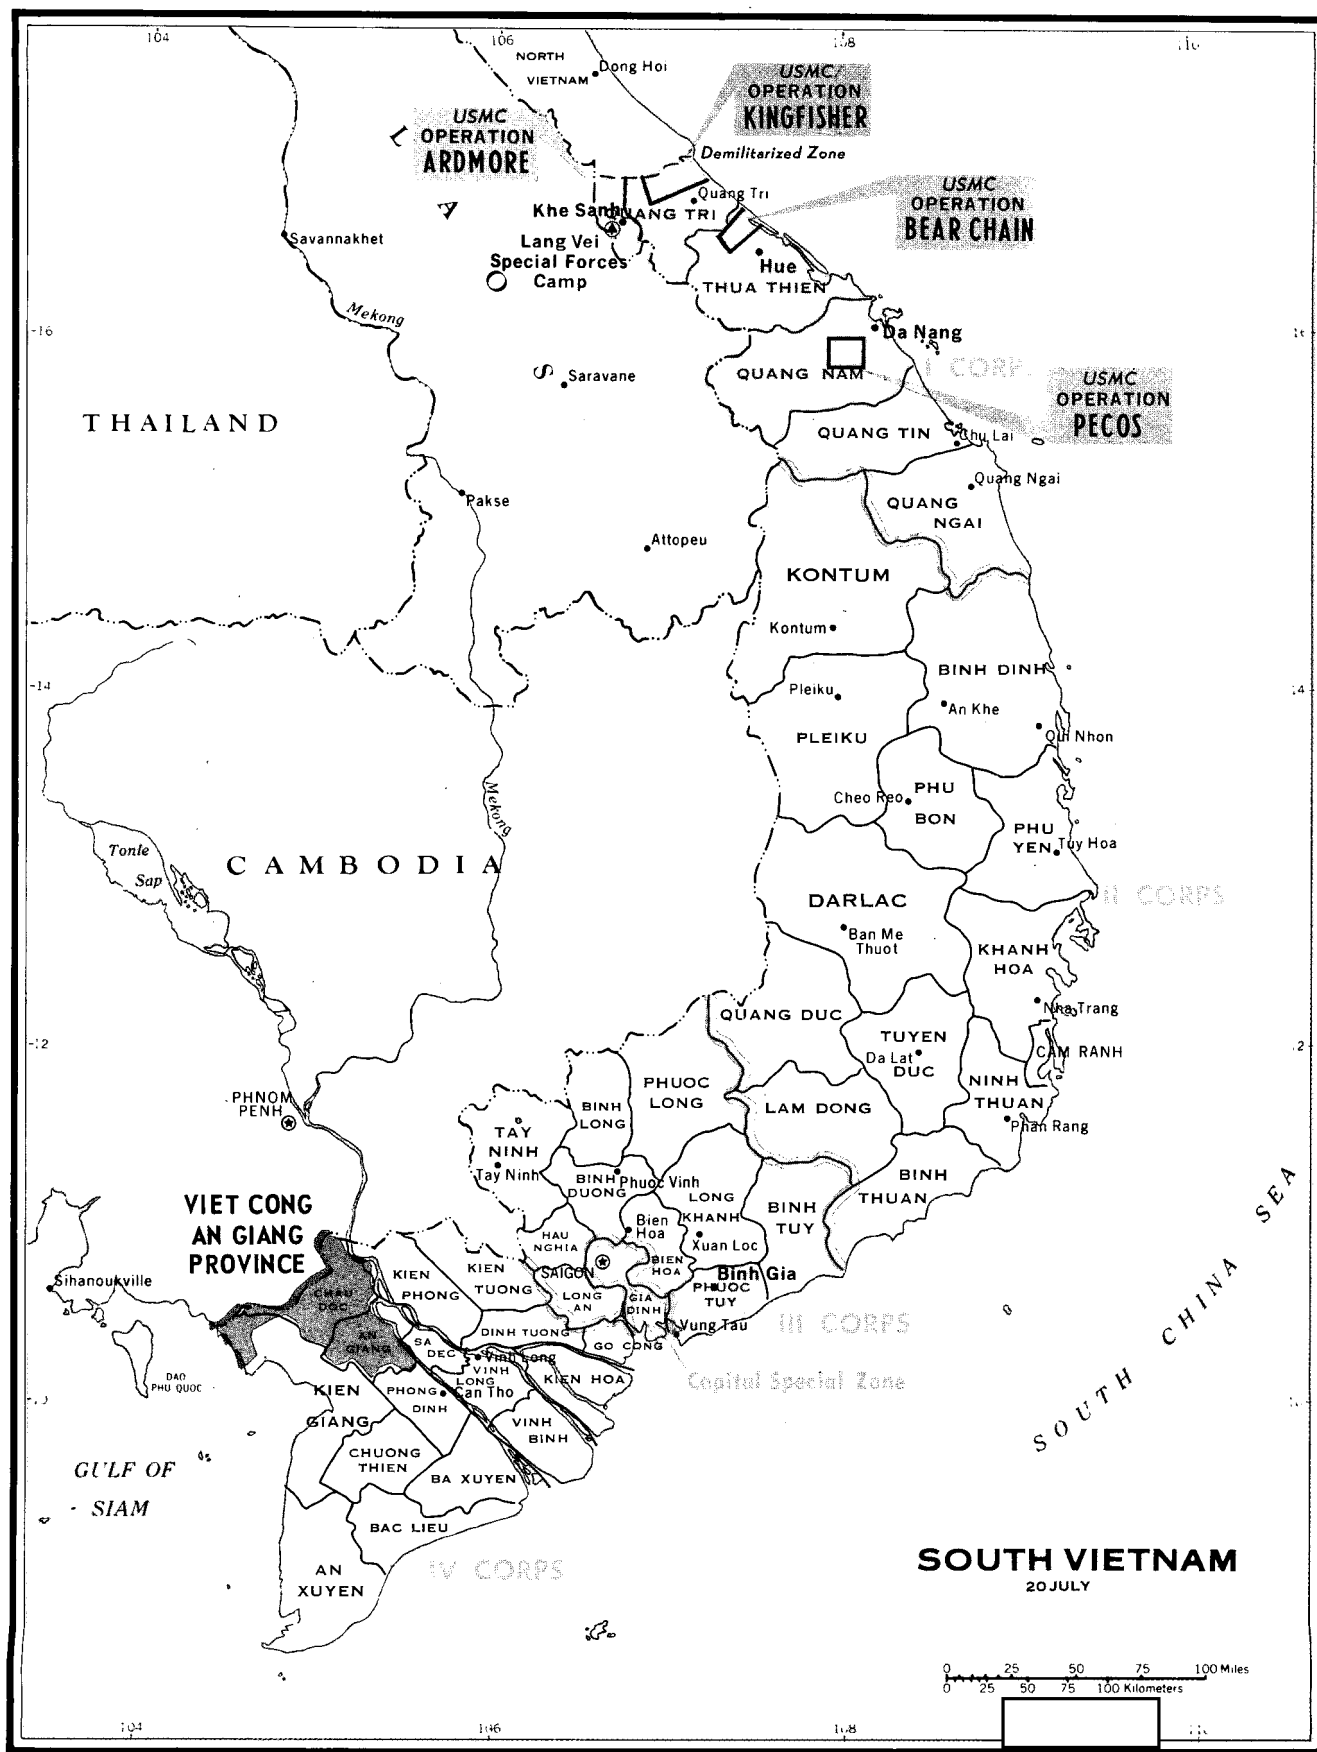 104
106
108
110
NORTH
VIETNAM
Dong Hoi
USMC
OPERATION
KINGFISHER
USMC
OPERATION
ARDMORE
Demilitarized Zone
USMC
OPERATION
BEAR CHAIN
Quang Tri
QUANG TRI
Khe Sanh
Lang Vei
Special Forces
Camp
L
A
S
Savannakhet
Hue
THUA THIEN
Mekong
16
Da Nang
I CORPS
QUANG NAM
Saravane
USMC
OPERATION
PECOS
THAILAND
QUANG TIN
Chu Lai
Quang Ngai
QUANG
NGAI
Pakse
Attopeu
KONTUM
Kontum
BINH DINH
14
14
Pleiku
An Khe
PLEIKU
Qui Nhon
Mekong
Cheo Reo
PHU
BON
PHU
YEN
Tuy Hoa
Tonle
Sap
CAMBODIA
II CORPS
DARLAC
Ban Me
Thuot
KHANH
HOA
Nha Trang
QUANG DUC
12
TUYEN
DUC
Da Lat
CAM RANH
PHUOC
LONG
BINH
LONG
LAM DONG
NINH
THUAN
Phan Rang
PHNOM
PENH
TAY
NINH
Tay Ninh
BINH
DUONG
Phuoc Vinh
LONG
KHANH
BINH
TUY
BINH
THUAN
VIET CONG
AN GIANG
PROVINCE
HAU
NGHIA
Bien
Hoa
Xuan Loc
BIEN
HOA
SAIGON
Binh Gia
PHUOC
TUY
Sihanoukville
CHAU
DOC
KIEN
PHONG
KIEN
TUONG
LONG
AN
GIA
DINH
Vung Tau
III CORPS
Capital Special Zone
AN
GIANG
SA
DEC
DINH TUONG
GO CONG
Vinh Long
VINH
LONG
KIEN HOA
DAO
PHU QUOC
KIEN
GIANG
PHONG
DINH
Can Tho
VINH
BINH
CHUONG
THIEN
BA XUYEN
BAC LIEU
AN
XUYEN
IV CORPS
GULF OF
SIAM
SOUTH CHINA SEA
SOUTH VIETNAM
20 JULY
0 25 50 75 100 Miles
0 25 50 75 100 Kilometers
104
106
108